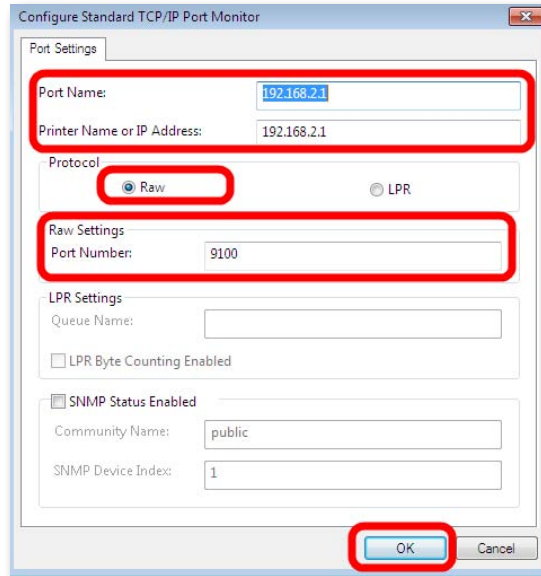 Configure Standard TCP/IP Port Monitor
Port Settings
Port Name: 192.168.2.1
Printer Name or IP Address: 192.168.2.1
Protocol
Raw LPR
Raw Settings
Port Number: 9100
LPR Settings
Queue Name:
LPR Byte Counting Enabled
SNMP Status Enabled
Community Name: public
SNMP Device Index: 1
OK Cancel